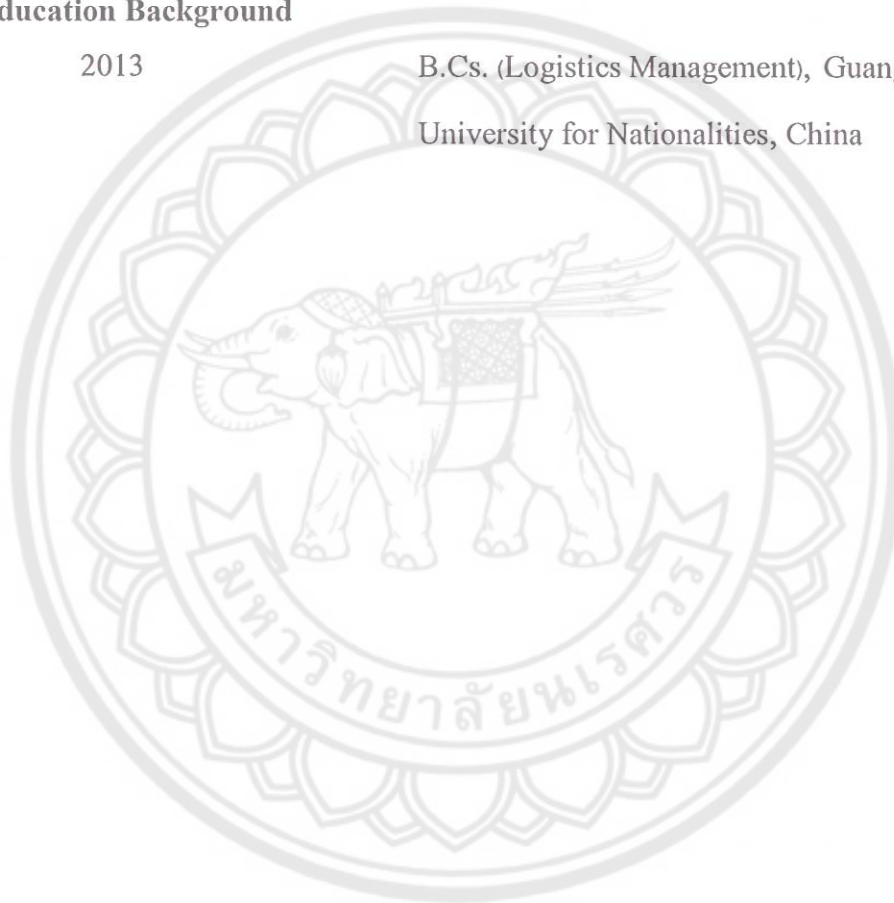 ducation Background
2013 B.Cs. (Logistics Management), Guan
University for Nationalities, China
มหาวิทยาลัยนเรศวร